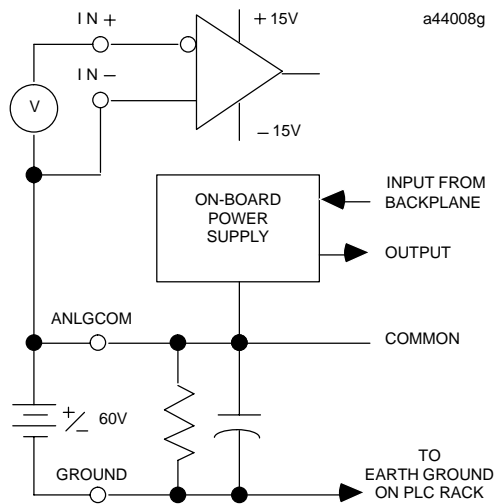 a44008g
IN +
+ 15V
IN −
V
− 15V
ON-BOARD
POWER
SUPPLY
INPUT FROM
BACKPLANE
OUTPUT
ANLGCOM
COMMON
+/− 60V
GROUND
TO
EARTH GROUND
ON PLC RACK